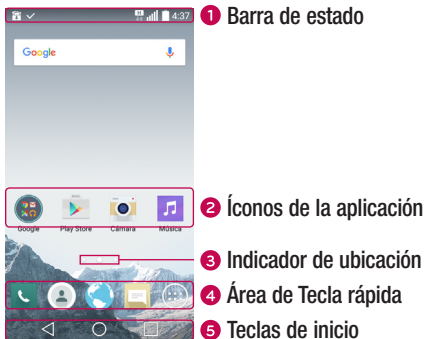 4:37
1 Barra de estado
Google
2 Íconos de la aplicación
Google Play Store Cámara Música
3 Indicador de ubicación
4 Área de Tecla rápida
5 Teclas de inicio